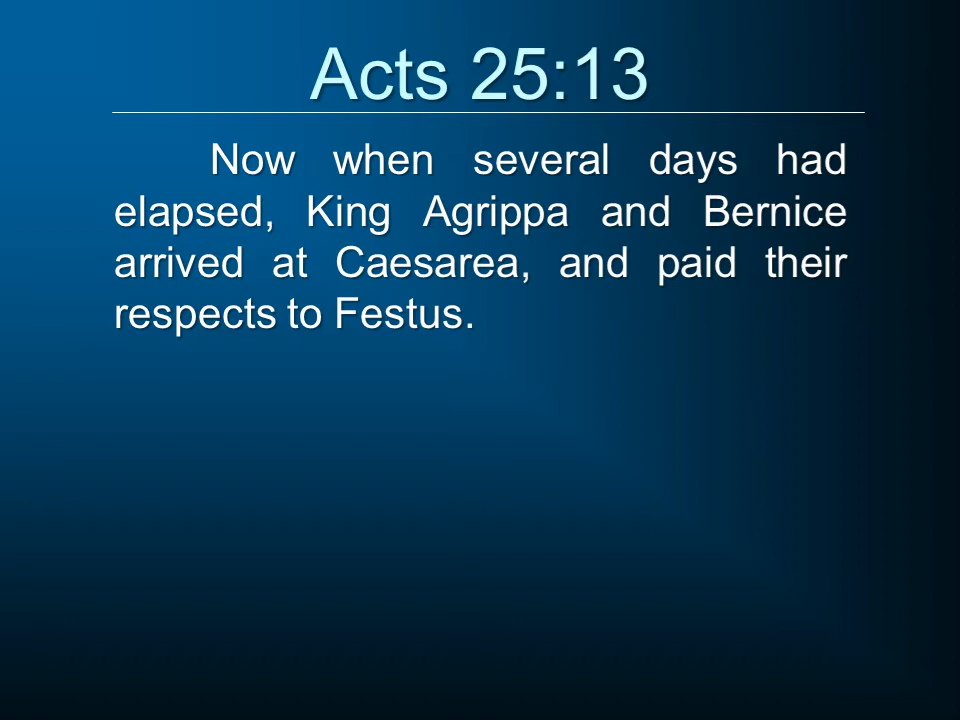 Acts 25:13
Now when several days had
elapsed, King Agrippa and Bernice
arrived at Caesarea, and paid their
respects to Festus.